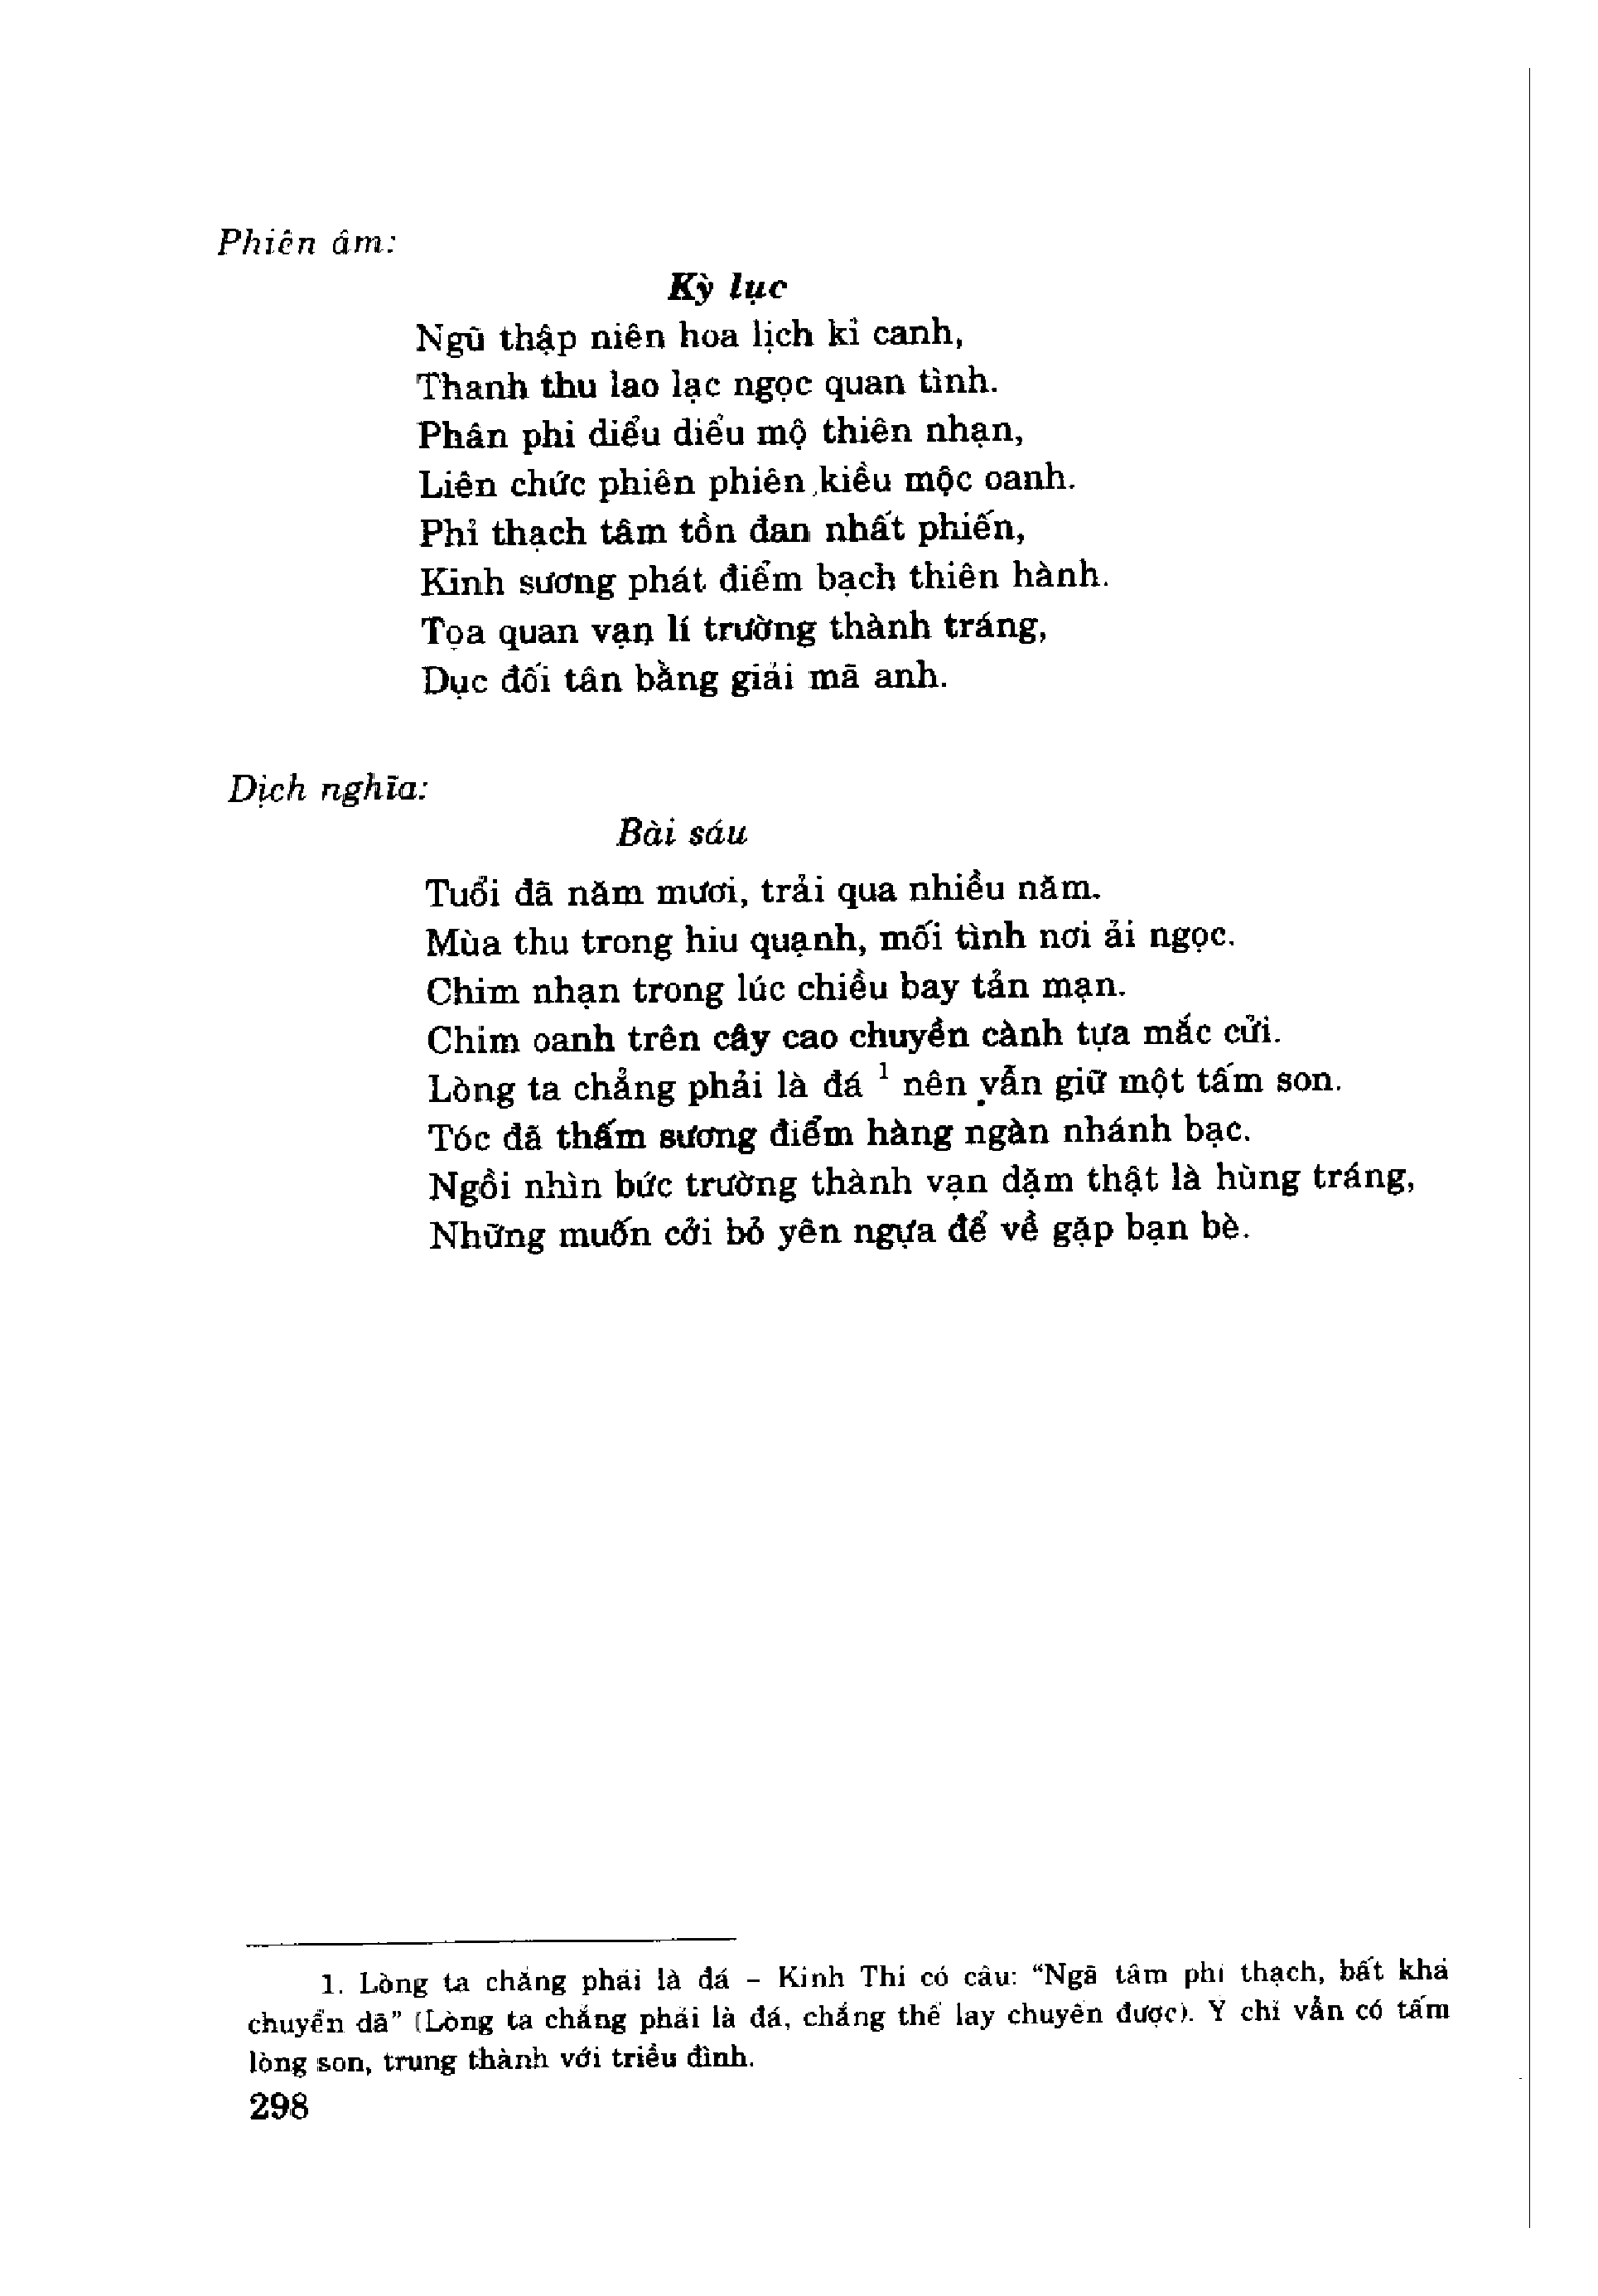 Phiên âm:
Kỳ lục
Ngũ thập niên hoa lịch kỉ canh,
Thanh thu lao lạc ngọc quan tình.
Phân phi diểu diểu mộ thiên nhạn,
Liên chức phiên phiên kiều mộc oanh.
Phỉ thạch tâm tồn đan nhất phiến,
Kinh sương phát điểm bạch thiên hành.
Tọa quan vạn lí trường thành tráng,
Dục đối tân bằng giải mã anh.
Dịch nghĩa:
Bài sáu
Tuổi đã năm mươi, trải qua nhiều năm.
Mùa thu trong hiu quạnh, mối tình nơi ải ngọc.
Chim nhạn trong lúc chiều bay tản mạn.
Chim oanh trên cây cao chuyền cành tựa mắc cửi.
Lòng ta chẳng phải là đá 1 nên vẫn giữ một tấm son.
Tóc đã thấm sương điểm hàng ngàn nhánh bạc.
Ngồi nhìn bức trường thành vạn dặm thật là hùng tráng,
Những muốn cởi bỏ yên ngựa để về gặp bạn bè.
1. Lòng ta chẳng phải là đá – Kinh Thi có câu: “Ngã tâm phỉ thạch, bất khả
chuyển dã” (Lòng ta chẳng phải là đá, chẳng thể lay chuyên được). Ý chỉ vẫn có tấm
lòng son, trung thành với triều đình.
298